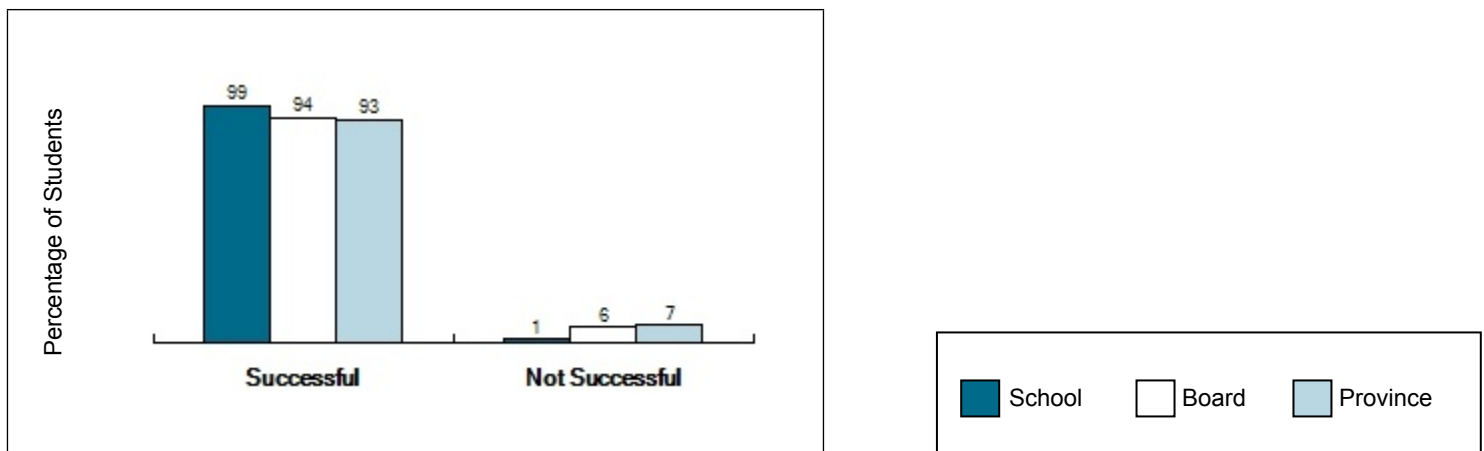 Percentage of Students
99 94 93
1 6 7
Successful Not Successful
School Board Province